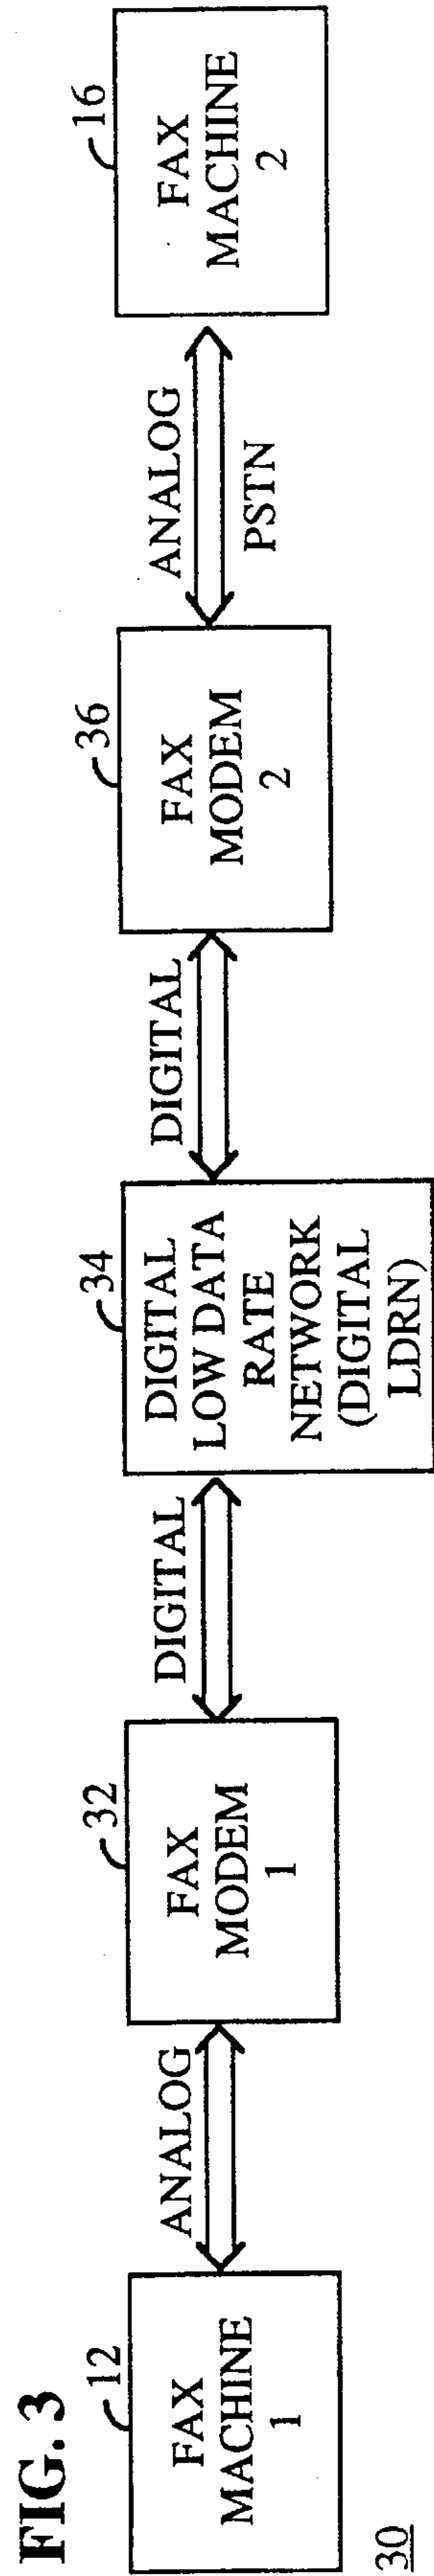 FIG. 3
12
FAX
MACHINE
1
ANALOG
32
FAX
MODEM
1
DIGITAL
34
DIGITAL
LOW DATA
RATE
NETWORK
(DIGITAL
LDRN)
DIGITAL
36
FAX
MODEM
2
ANALOG
PSTN
16
FAX
MACHINE
2
30